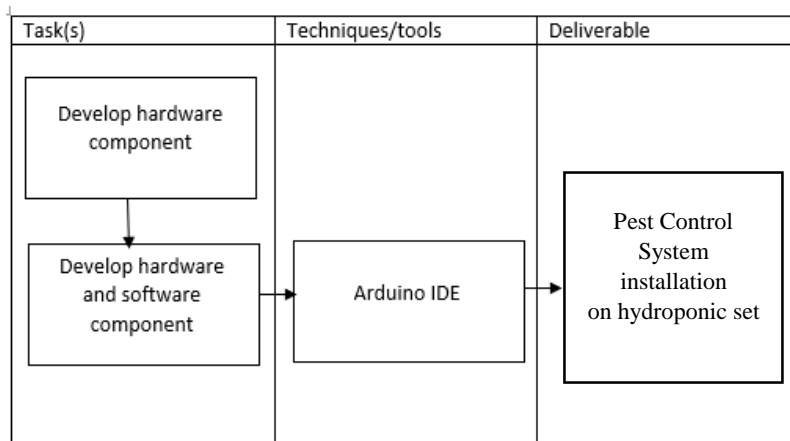 Task(s)
Techniques/tools
Deliverable
Develop hardware
component
Develop hardware
and software
component
Arduino IDE
Pest Control
System
installation
on hydroponic set